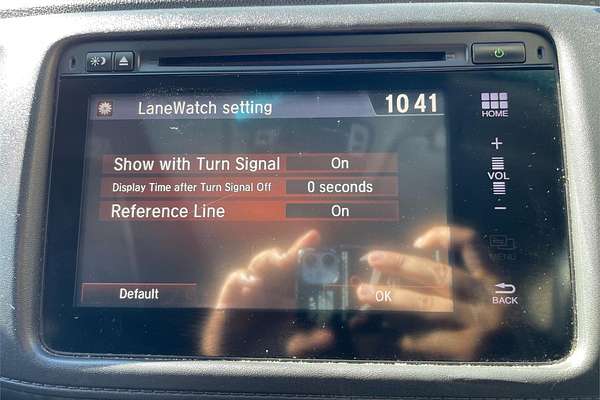 LaneWatch setting 10 41
HOME
Show with Turn Signal On
+
Display Time after Turn Signal Off 0 seconds
VOL
Reference Line On
−
MENU
Default OK
BACK